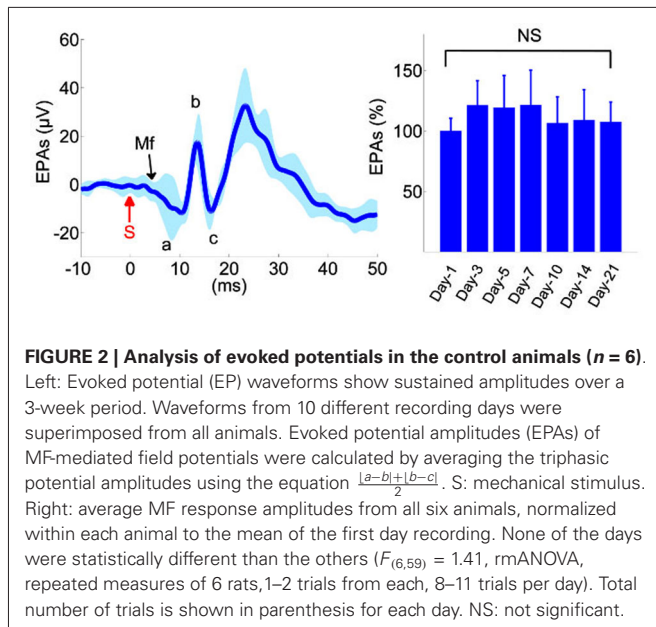 60
40
20
0
-20
EPAs (μV)
Mf
b
S
a
c
-10 0 10 20 30 40 50
(ms)
NS
150
100
50
EPAs (%)
Day-1 Day-3 Day-5 Day-7 Day-10 Day-14 Day-21
FIGURE 2 | Analysis of evoked potentials in the control animals (n = 6).
Left: Evoked potential (EP) waveforms show sustained amplitudes over a
3-week period. Waveforms from 10 different recording days were
superimposed from all animals. Evoked potential amplitudes (EPAs) of
MF-mediated field potentials were calculated by averaging the triphasic
potential amplitudes using the equation |a−b|+|b−c| / 2. S: mechanical stimulus.
Right: average MF response amplitudes from all six animals, normalized
within each animal to the mean of the first day recording. None of the days
were statistically different than the others (F(6,59) = 1.41, rmANOVA,
repeated measures of 6 rats,1–2 trials from each, 8–11 trials per day). Total
number of trials is shown in parenthesis for each day. NS: not significant.